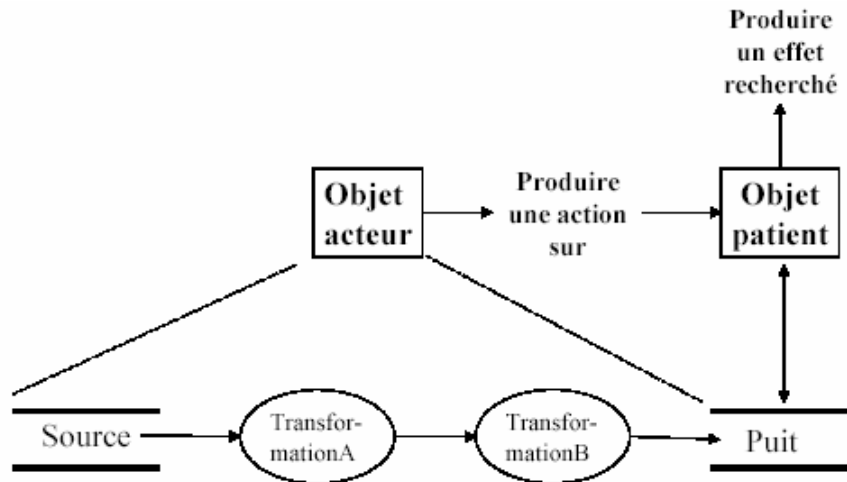 Produire
un effet
recherché
Objet
acteur
Produire
une action
sur
Objet
patient
Source
Transfor-
mationA
Transfor-
mationB
Puit